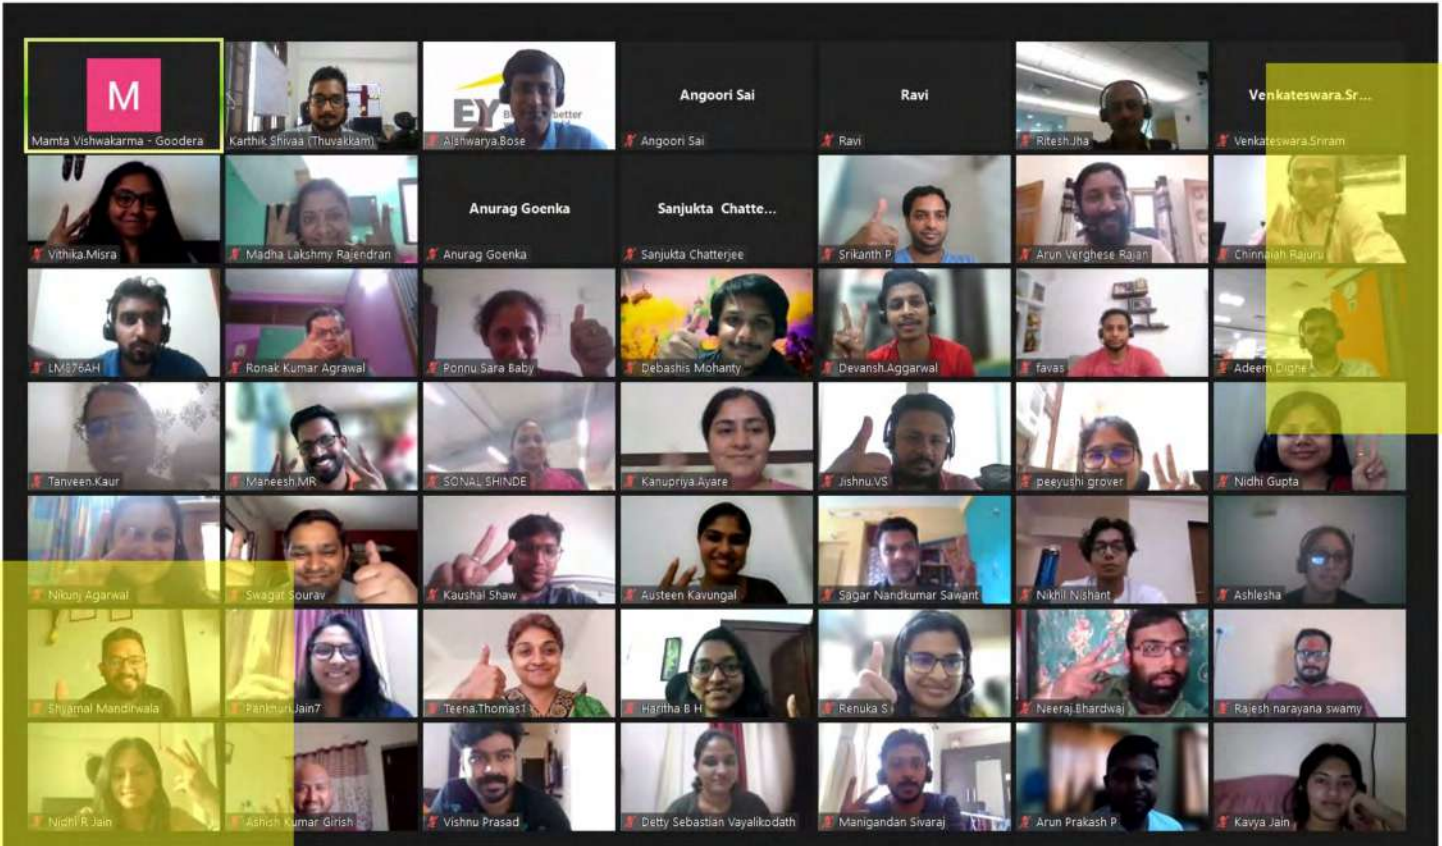 M
Mamta Vishwakarma - Goodera
Karthik Shivaa (Thuvakkam)
EY
better
Aishwarya.Bose
Angoori Sai
Angoori Sai
Ravi
Ravi
Ritesh.Jha
Venkateswara.Sr...
Venkateswara.Sriram
Vithika.Misra
Madha Lakshmy Rajendran
Anurag Goenka
Anurag Goenka
Sanjukta Chatte...
Sanjukta Chatterjee
Srikanth P
Arun Verghese Rajan
Chinnaiah Rajuru
LM876AH
Ronak Kumar Agrawal
Ponnu Sara Baby
Debashis Mohanty
Devansh.Aggarwal
favas
Adeem Dighe
Tanveen.Kaur
Maneesh.MR
SONAL SHINDE
Kanupriya.Ayare
Jishnu.VS
peeyushi grover
Nidhi Gupta
Nikunj Agarwal
Swagat Sourav
Kaushal Shaw
Austeen Kavungal
Sagar Nandkumar Sawant
Nikhil Nishant
Ashlesha
Shyamal Mandirwala
Pankhuri.Jain7
Teena.Thomas1
Haritha B H
Renuka S
Neeraj.Bhardwaj
Rajesh narayana swamy
Nidhi R Jain
Ashish Kumar Girish
Vishnu Prasad
Detty Sebastian Vayalikodath
Manigandan Sivaraj
Arun Prakash P
Kavya Jain